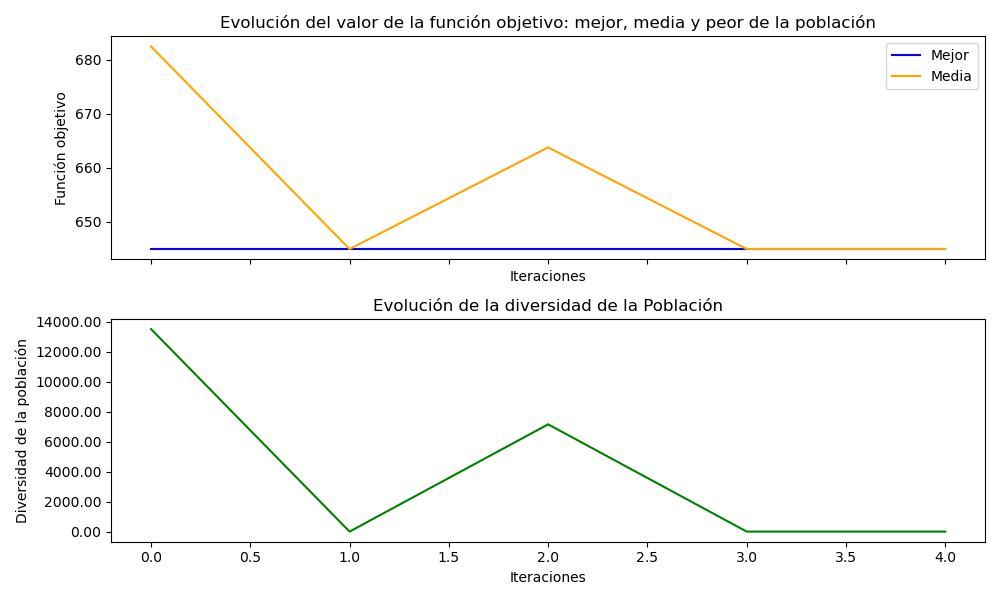 Evolución del valor de la función objetivo: mejor, media y peor de la población
Función objetivo
680
670
660
650
Mejor
Media
Iteraciones
Evolución de la diversidad de la Población
Diversidad de la población
14000.00
12000.00
10000.00
8000.00
6000.00
4000.00
2000.00
0.00
0.0 0.5 1.0 1.5 2.0 2.5 3.0 3.5 4.0
Iteraciones